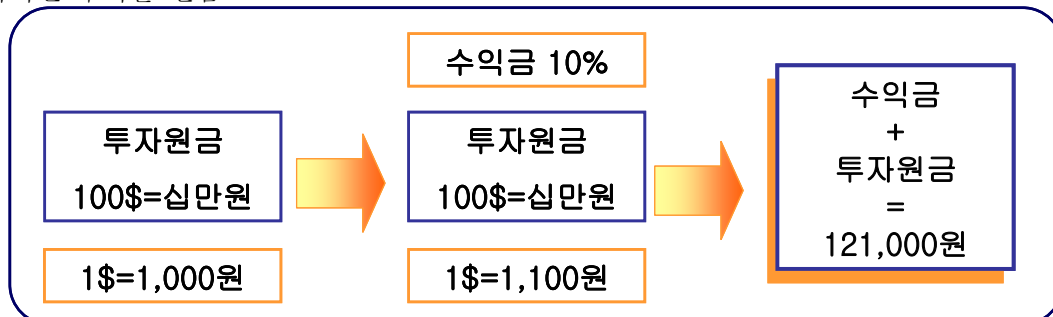 수익금 10%
투자원금
100$=십만원
1$=1,000원
투자원금
100$=십만원
1$=1,100원
수익금
+
투자원금
=
121,000원